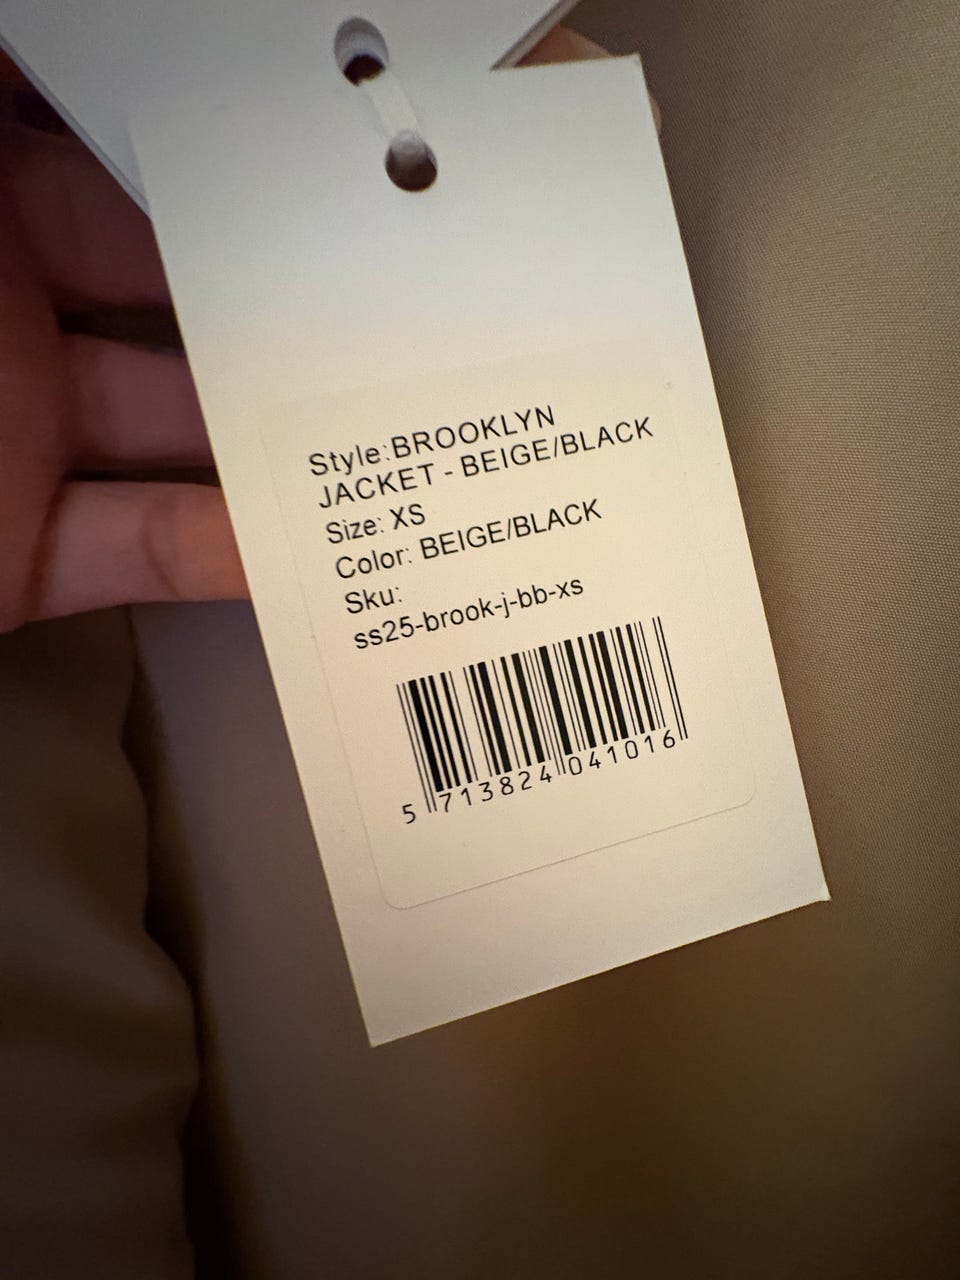 Style:BROOKLYN
JACKET - BEIGE/BLACK
Size: XS
Color: BEIGE/BLACK
Sku:
ss25-brook-j-bb-xs
5 713824 041016